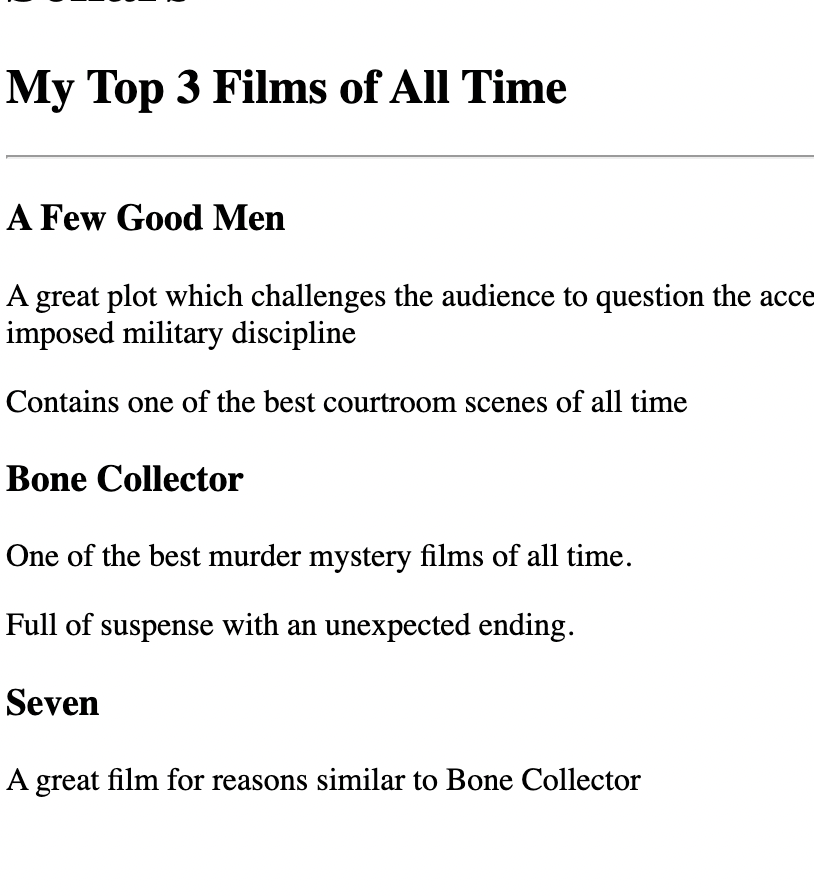 My Top 3 Films of All Time
A Few Good Men
A great plot which challenges the audience to question the
imposed military discipline
Contains one of the best courtroom scenes of all time
Bone Collector
One of the best murder mystery films of all time.
Full of suspense with an unexpected ending.
Seven
A great film for reasons similar to Bone Collector